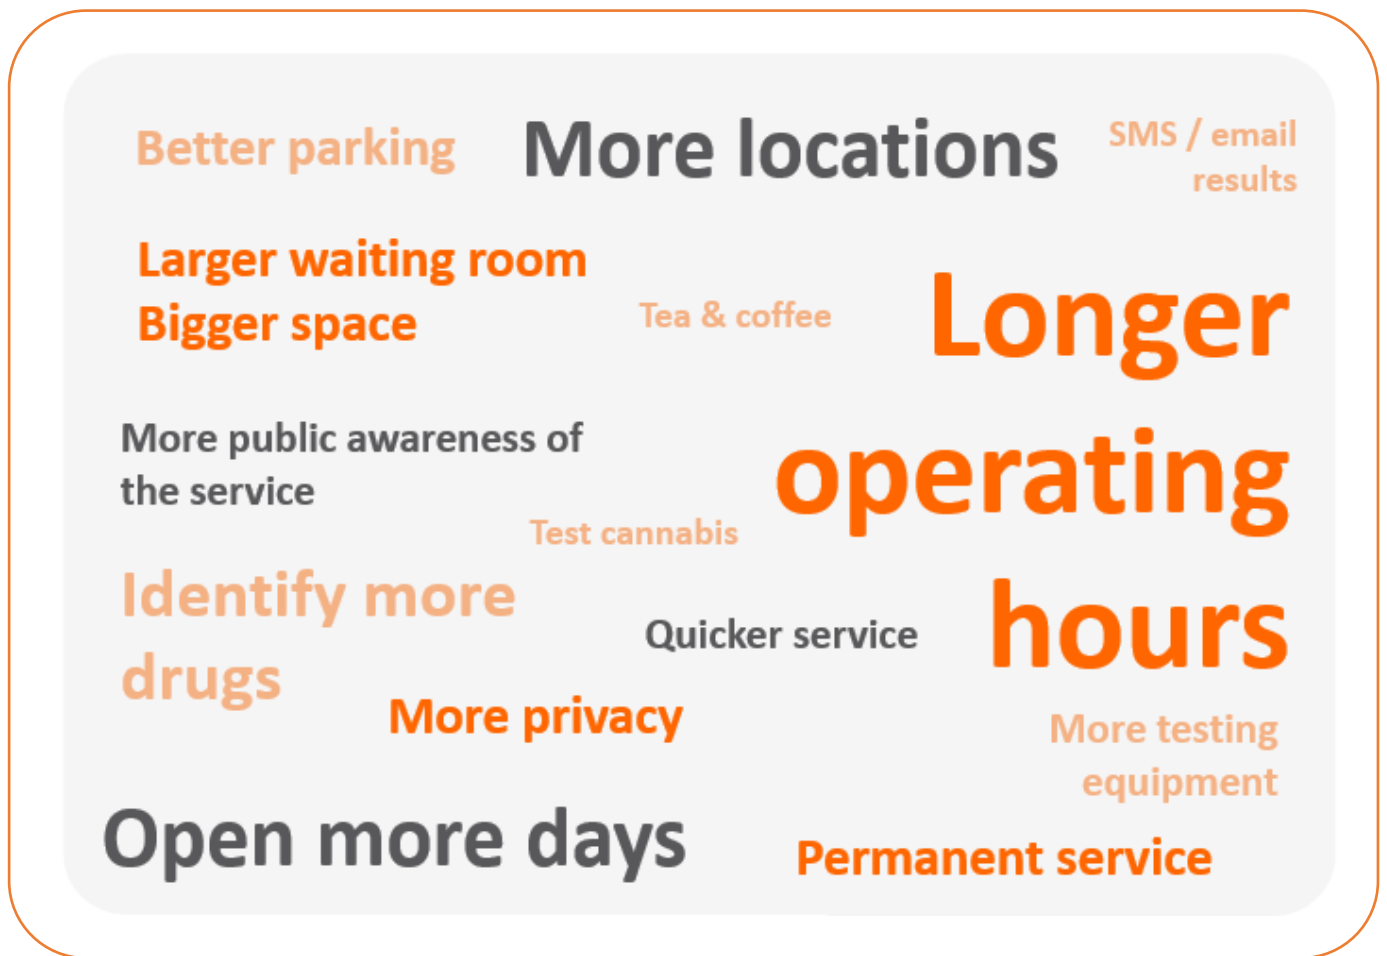 Better parking
More locations
SMS / email
results
Larger waiting room
Bigger space
Tea & coffee
Longer
operating
hours
More public awareness of
the service
Test cannabis
Identify more
drugs
Quicker service
More privacy
More testing
equipment
Open more days
Permanent service